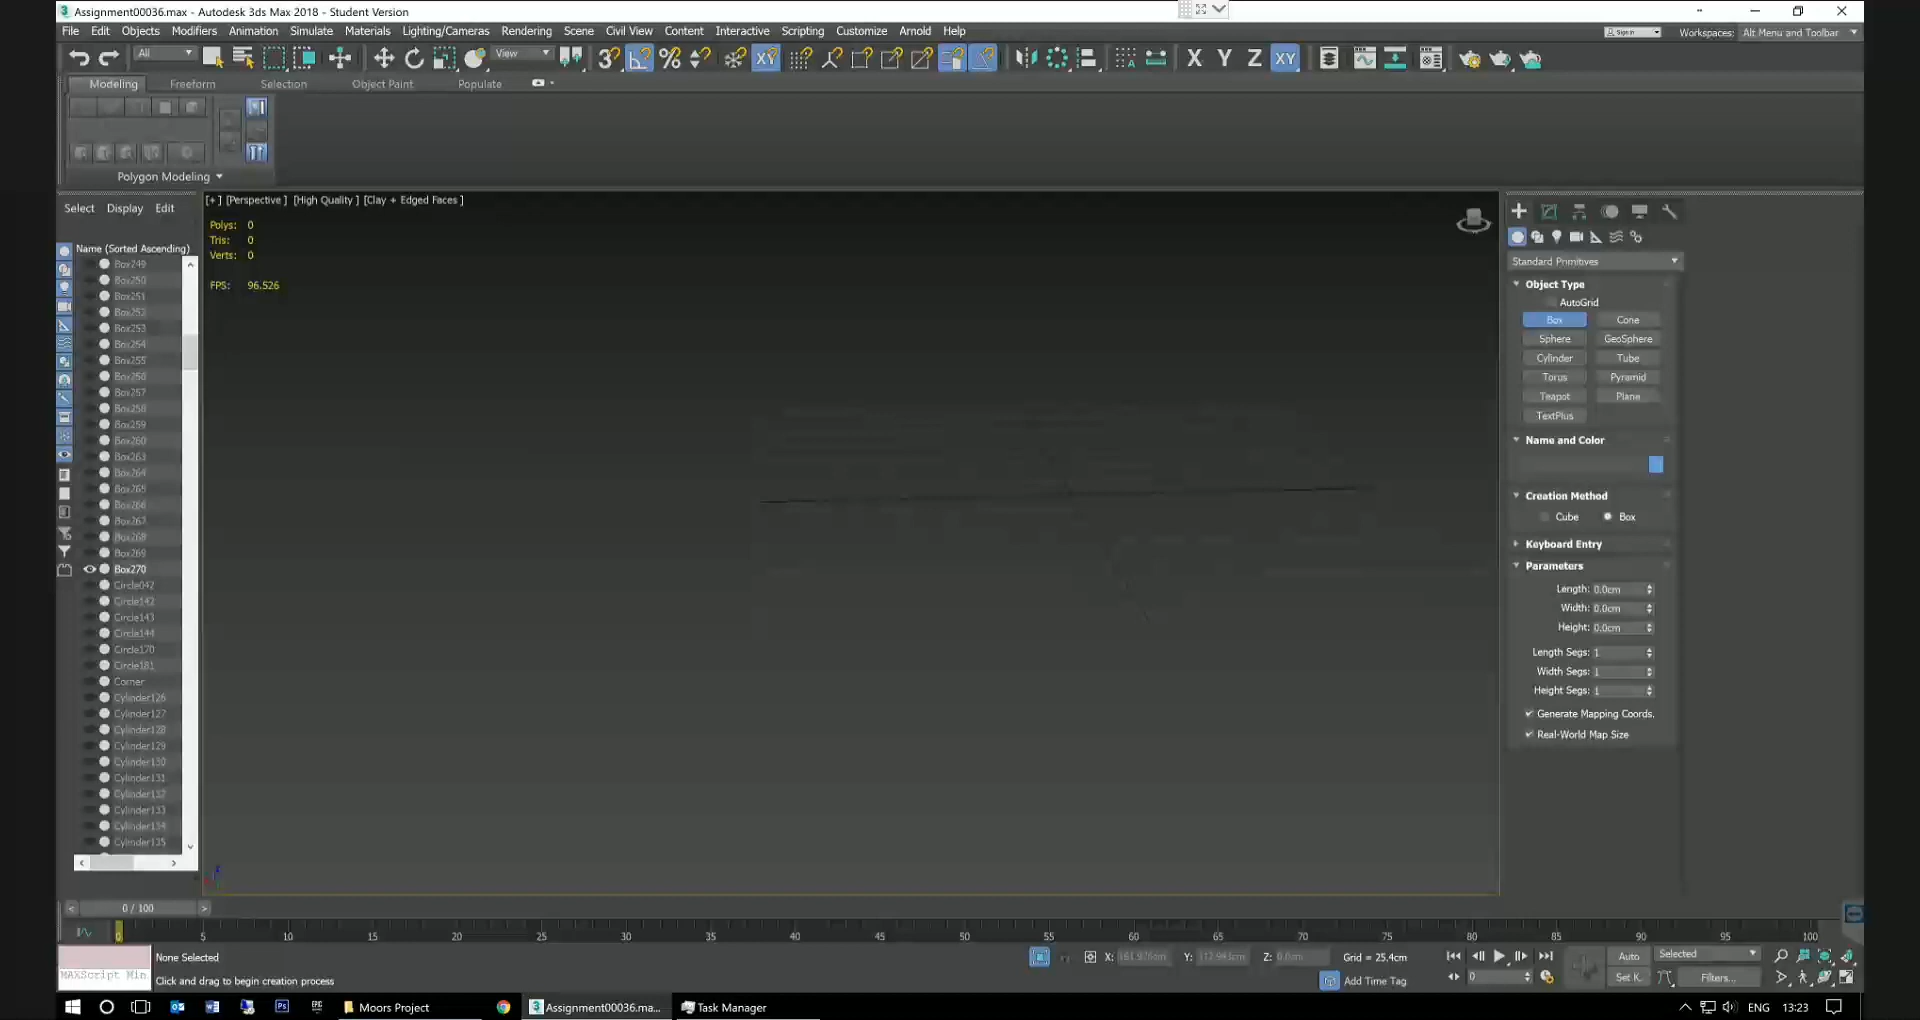 Assignment00036.max - Autodesk 3ds Max 2018 - Student Version
File Edit Objects Modifiers Animation Simulate Materials Lighting/Cameras Rendering Scene Civil View Content Interactive Scripting Customize Arnold Help
Sign In
Workspaces: Alt Menu and Toolbar
All
View
X Y Z XY
Modeling Freeform Selection Object Paint Populate
Polygon Modeling
Select Display Edit
Name (Sorted Ascending)
Box249
Box250
Box251
Box252
Box253
Box254
Box255
Box256
Box257
Box258
Box259
Box260
Box263
Box264
Box265
Box266
Box267
Box268
Box269
Box270
Circle042
Circle142
Circle143
Circle144
Circle170
Circle181
Corner
Cylinder126
Cylinder127
Cylinder128
Cylinder129
Cylinder130
Cylinder131
Cylinder132
Cylinder133
Cylinder134
Cylinder135
[+] [Perspective] [High Quality] [Clay + Edged Faces]
Polys: 0
Tris: 0
Verts: 0
FPS: 96.526
Standard Primitives
Object Type
AutoGrid
Box Cone
Sphere GeoSphere
Cylinder Tube
Torus Pyramid
Teapot Plane
TextPlus
Name and Color
Creation Method
Cube Box
Keyboard Entry
Parameters
Length: 0.0cm
Width: 0.0cm
Height: 0.0cm
Length Segs: 1
Width Segs: 1
Height Segs: 1
Generate Mapping Coords.
Real-World Map Size
< 0 / 100 >
0 5 10 15 20 25 30 35 40 45 50 55 60 65 70 75 80 85 90 95 100
None Selected
X: Y: Z: 0.0cm Grid = 25.4cm
Auto Selected
MAXScript Min
Click and drag to begin creation process
Add Time Tag
0
Set K. Filters...
Moors Project
Assignment00036.ma...
Task Manager
ENG 13:23